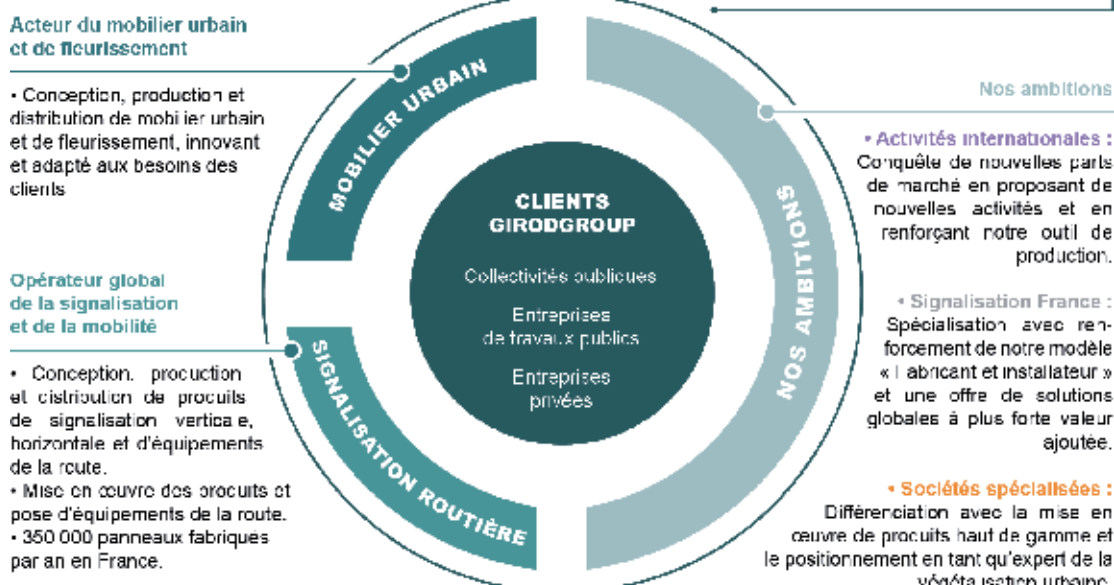 Acteur du mobilier urbain
et de fleurissement
• Conception, production et
distribution de mobilier urbain
et de fleurissement, innovant
et adapté aux besoins des
clients
Opérateur global
de la signalisation
et de la mobilité
• Conception, production
et distribution de produits
de signalisation verticale,
horizontale et d'équipements
de la route.
• Mise en œuvre des produits et
pose d'équipements de la route.
• 350 000 panneaux fabriqués
par an en France.
MOBILIER URBAIN
SIGNALISATION ROUTIÈRE
CLIENTS
GIRODGROUP
Collectivités publiques
Entreprises
de travaux publics
Entreprises
privées
NOS AMBITIONS
Nos ambitions
• Activités internationales :
Conquête de nouvelles parts
de marché en proposant de
nouvelles activités et en
renforçant notre outil de
production.
• Signalisation France :
Spécialisation avec ren-
forcement de notre modèle
« Fabricant et installateur »
et une offre de solutions
globales à plus forte valeur
ajoutée.
• Sociétés spécialisées :
Différenciation avec la mise en
œuvre de produits haut de gamme et
le positionnement en tant qu'expert de la
végétalisation urbaine.